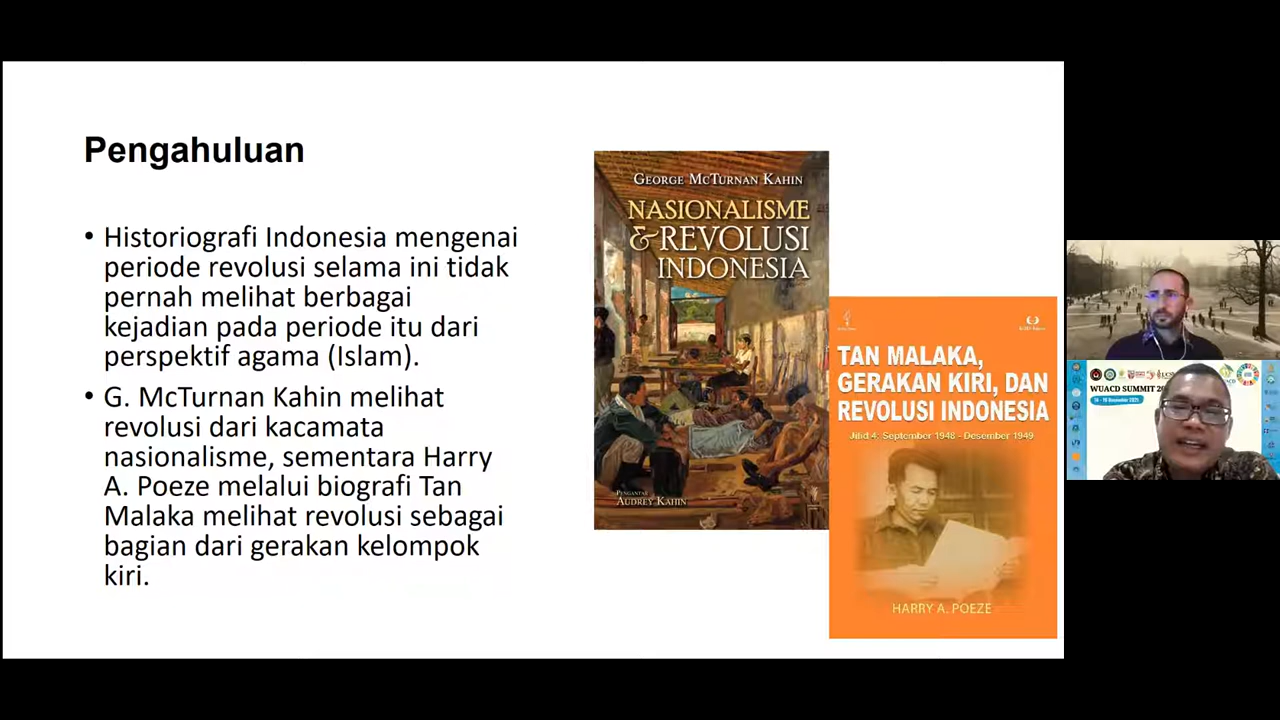 Pengahuluan
• Historiografi Indonesia mengenai
periode revolusi selama ini tidak
pernah melihat berbagai
kejadian pada periode itu dari
perspektif agama (Islam).
• G. McTurnan Kahin melihat
revolusi dari kacamata
nasionalisme, sementara Harry
A. Poeze melalui biografi Tan
Malaka melihat revolusi sebagai
bagian dari gerakan kelompok
kiri.
GEORGE MCTURNAN KAHIN
NASIONALISME
& REVOLUSI
INDONESIA
PENGANTAR
AUDREY KAHIN
TAN MALAKA,
GERAKAN KIRI, DAN
REVOLUSI INDONESIA
Jilid 4: September 1948 - Desember 1949
HARRY A. POEZE
WUACD SUMMIT